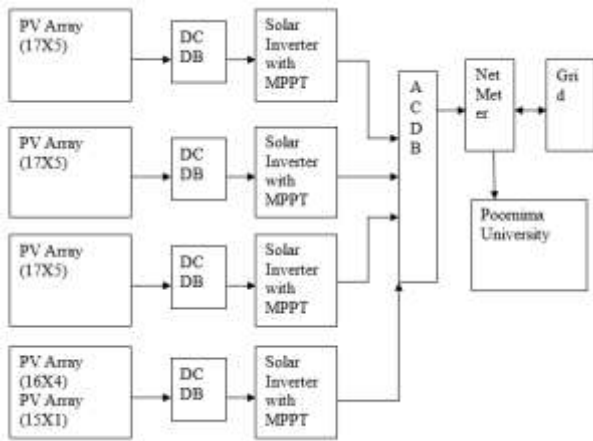 PV Array
(17X5)
DC
DB
Solar
Inverter
with
MPPT
PV Array
(17X5)
DC
DB
Solar
Inverter
with
MPPT
PV Array
(17X5)
DC
DB
Solar
Inverter
with
MPPT
PV Array
(16X4)
PV Array
(15X1)
DC
DB
Solar
Inverter
with
MPPT
A
C
D
B
Net
Met
er
Gri
d
Poornima
University